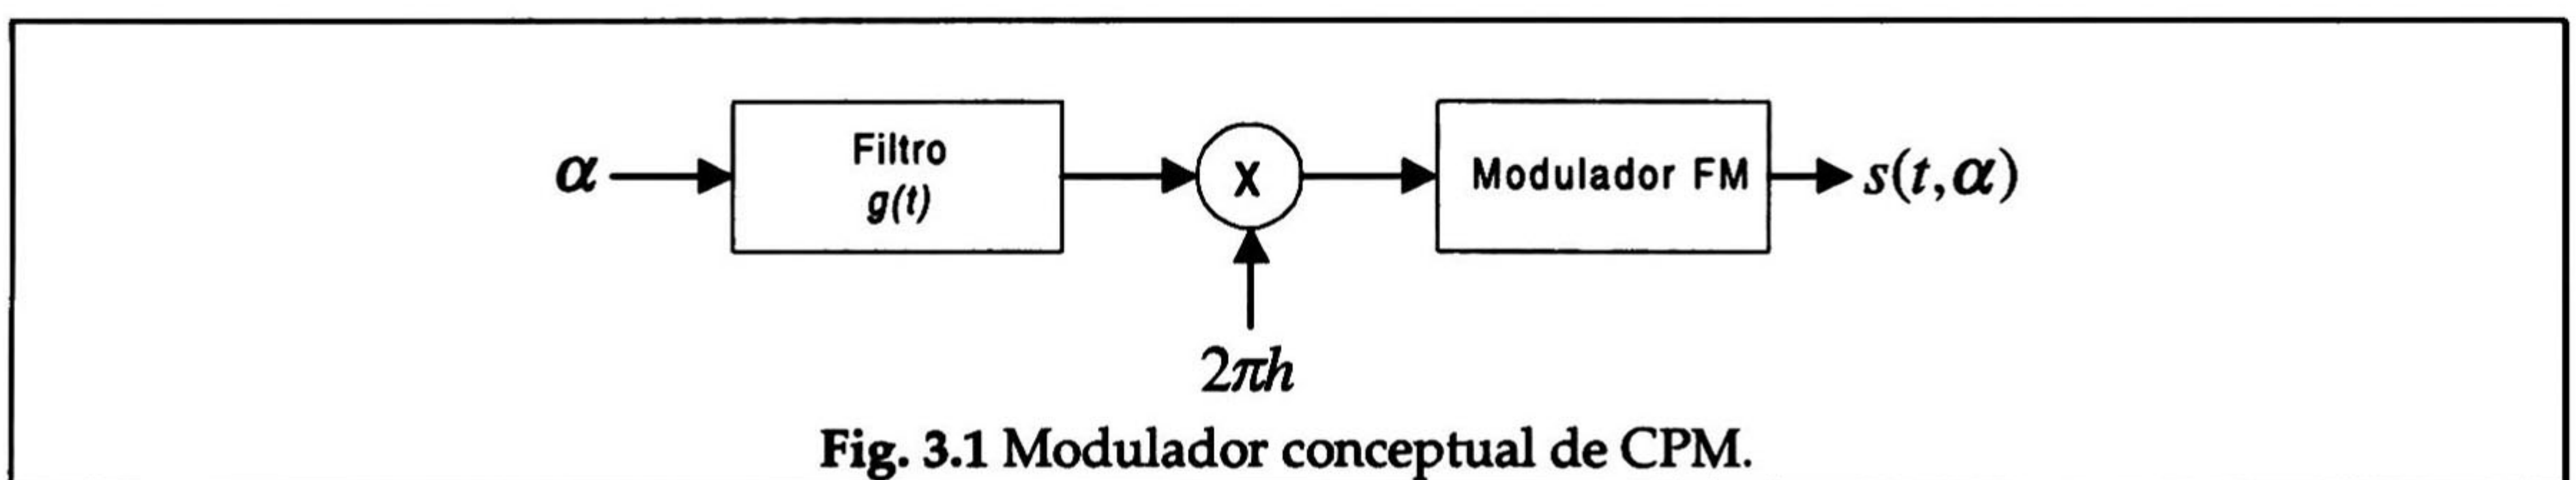 Filtro
g(t)
α
x
Modulador FM
s(t,α)
2πh
Fig. 3.1 Modulador conceptual de CPM.